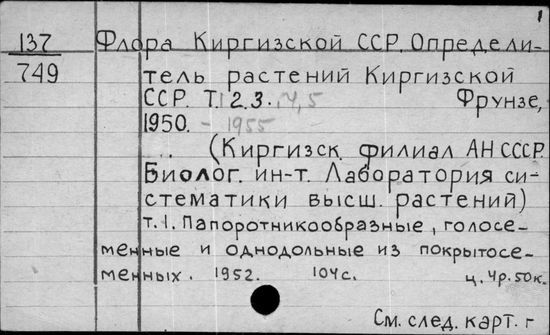 1
137 Флора Киргизской ССР. Определи-
749 тель растений Киргизской
ССР. Т. 1 2.3. ,4,5 Фрунзе,
1950. - 1955
... (Киргизск. филиал АН СССР.
Биолог. ин-т. Лаборатория си-
стематики высш. растений)
т.1. Папоротникообразные, голосе-
менные и однодольные из покрытосе-
менных. 1952. 104с. ц. 4р.50к.
См. след. карт. г